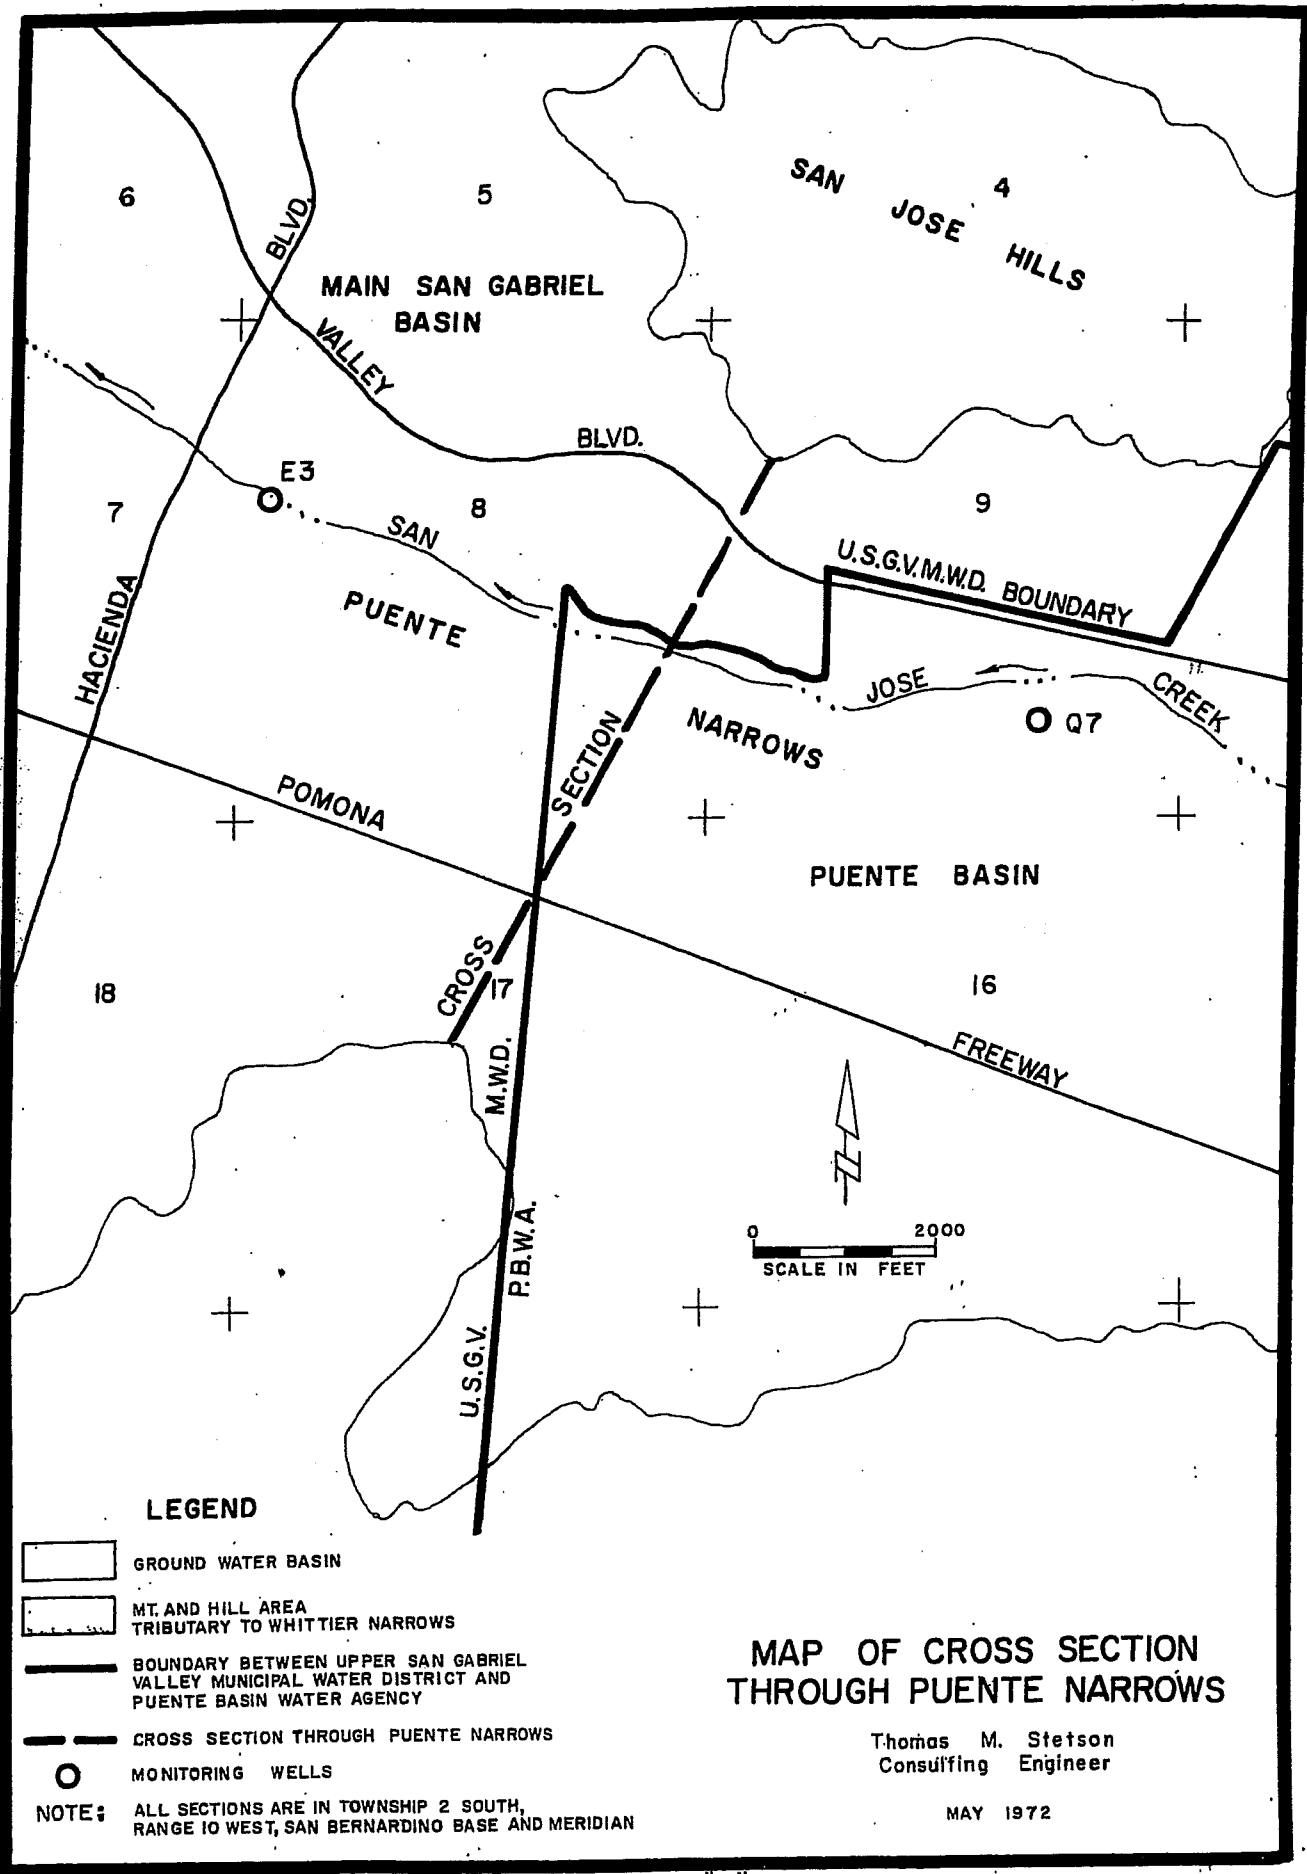 6
5
4
SAN JOSE HILLS
BLVD.
MAIN SAN GABRIEL
BASIN
VALLEY
BLVD.
E3
7
8
9
SAN
U.S.G.V.M.W.D. BOUNDARY
HACIENDA
PUENTE
JOSE
CREEK
Q7
NARROWS
SECTION
POMONA
PUENTE BASIN
CROSS
18
17
16
FREEWAY
M.W.D.
P.B.W.A.
U.S.G.V.
N
0 2000
SCALE IN FEET
LEGEND
GROUND WATER BASIN
MT. AND HILL AREA
TRIBUTARY TO WHITTIER NARROWS
BOUNDARY BETWEEN UPPER SAN GABRIEL
VALLEY MUNICIPAL WATER DISTRICT AND
PUENTE BASIN WATER AGENCY
CROSS SECTION THROUGH PUENTE NARROWS
MONITORING WELLS
NOTE: ALL SECTIONS ARE IN TOWNSHIP 2 SOUTH,
RANGE 10 WEST, SAN BERNARDINO BASE AND MERIDIAN
MAP OF CROSS SECTION
THROUGH PUENTE NARROWS
Thomas M. Stetson
Consulting Engineer
MAY 1972